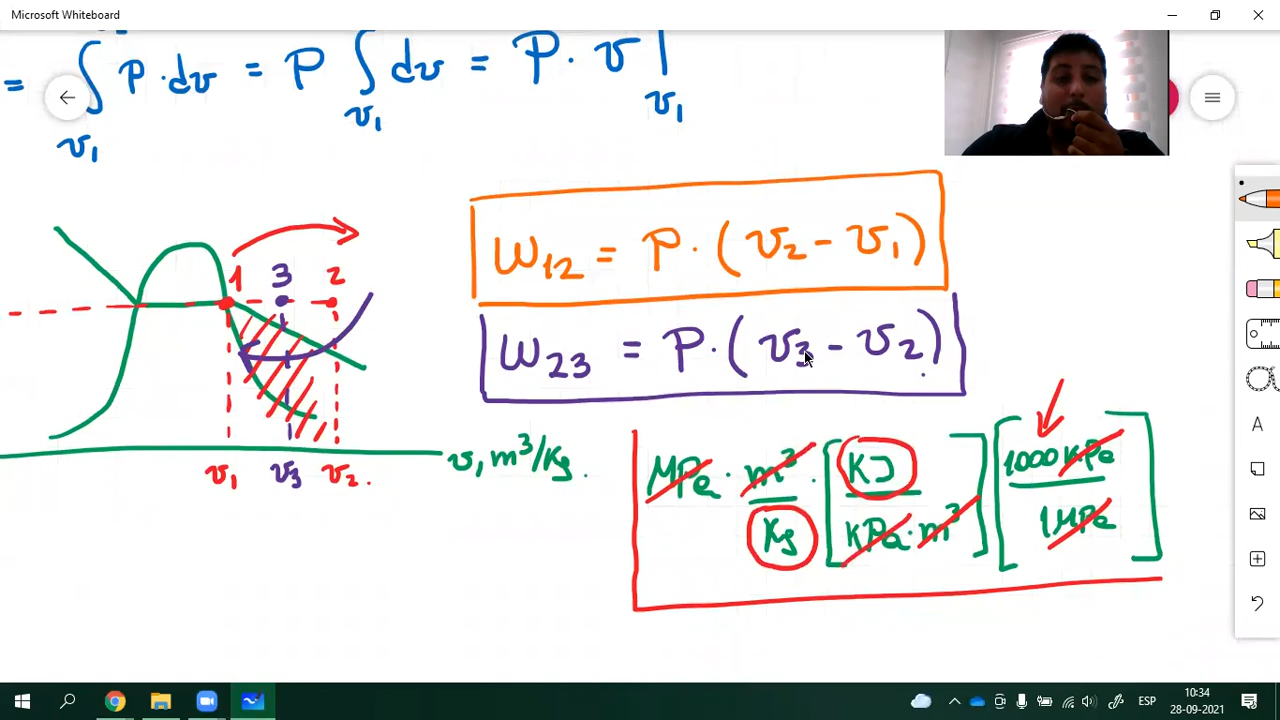 Microsoft Whiteboard
= ∫ P·dv = P ∫ dv = P·v |
v1 v1 v1
1 3 2
w12 = P·(v2 - v1)
w23 = P·(v3 - v2)
v1 v3 v2.
v, m³/Kg.
MPa · m³/Kg · [KJ / KPa·m³] [1000 KPa / 1 MPa]
A
ESP
10:34
28-09-2021